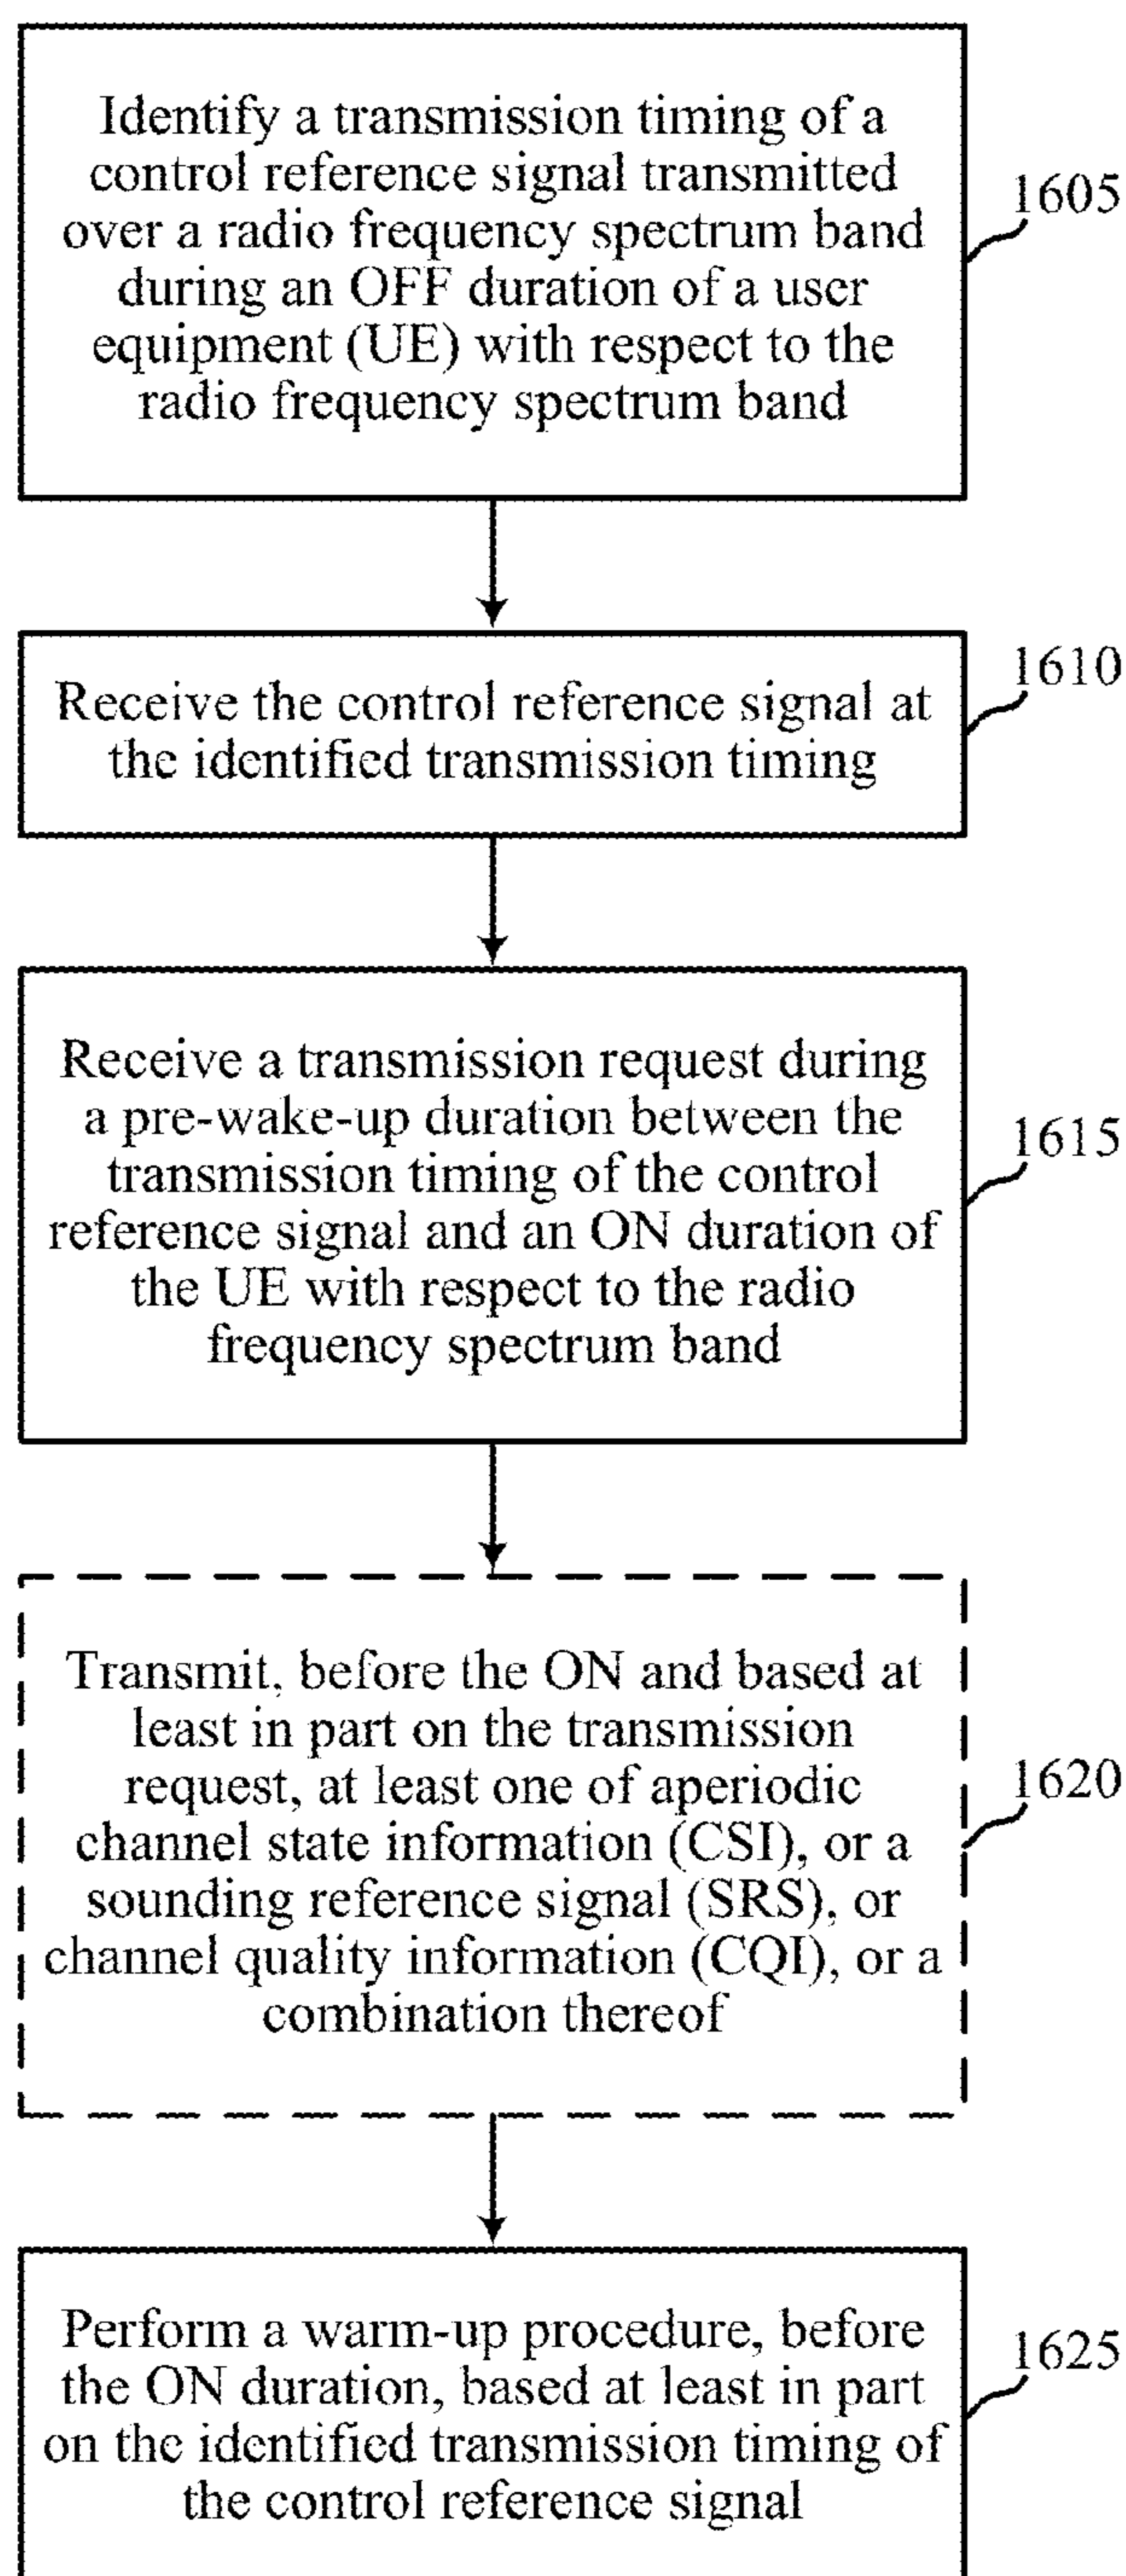 Identify a transmission timing of a
control reference signal transmitted
over a radio frequency spectrum band
during an OFF duration of a user
equipment (UE) with respect to the
radio frequency spectrum band
1605
Receive the control reference signal at
the identified transmission timing
1610
Receive a transmission request during
a pre-wake-up duration between the
transmission timing of the control
reference signal and an ON duration of
the UE with respect to the radio
frequency spectrum band
1615
Transmit, before the ON and based at
least in part on the transmission
request, at least one of aperiodic
channel state information (CSI), or a
sounding reference signal (SRS), or
channel quality information (CQI), or a
combination thereof
1620
Perform a warm-up procedure, before
the ON duration, based at least in part
on the identified transmission timing of
the control reference signal
1625